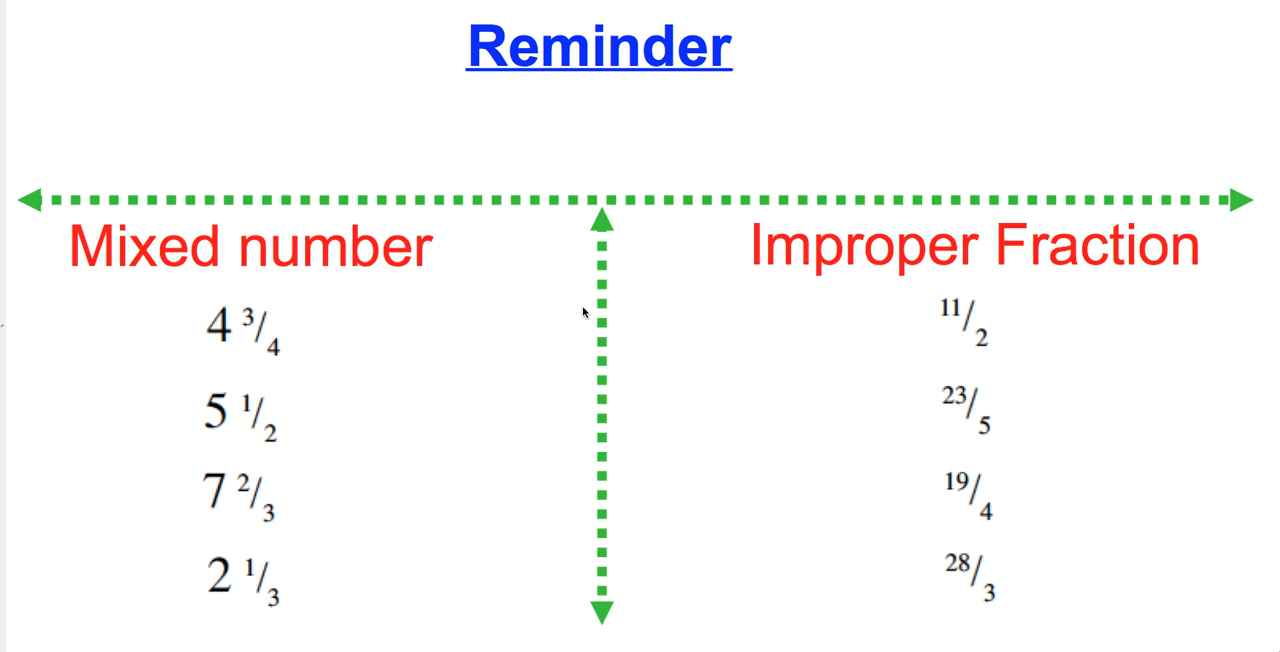 Reminder
Mixed number
4 3/4
5 1/2
7 2/3
2 1/3
Improper Fraction
11/2
23/5
19/4
28/3